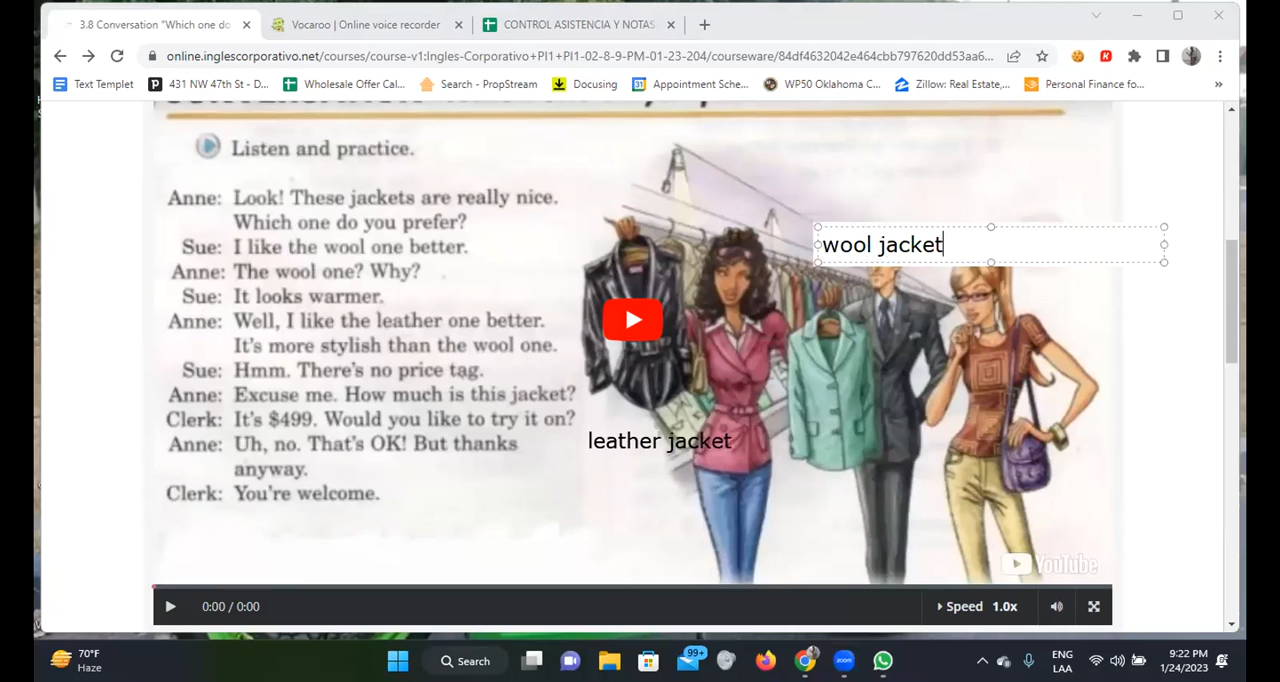 3.8 Conversation "Which one do
Vocaroo | Online voice recorder
CONTROL ASISTENCIA Y NOTAS
online.inglescorporativo.net/courses/course-v1:Ingles-Corporativo+PI1+PI1-02-8-9-PM-01-23-204/courseware/84df4632042e464cbb797620dd53aa6...
Text Templet
431 NW 47th St - D...
Wholesale Offer Cal...
Search - PropStream
Docusing
Appointment Sche...
WP50 Oklahoma C...
Zillow: Real Estate,...
Personal Finance fo...
»
Listen and practice.
Anne: Look! These jackets are really nice.
Which one do you prefer?
Sue: I like the wool one better.
Anne: The wool one? Why?
Sue: It looks warmer.
Anne: Well, I like the leather one better.
It's more stylish than the wool one.
Sue: Hmm. There's no price tag.
Anne: Excuse me. How much is this jacket?
Clerk: It's $499. Would you like to try it on?
Anne: Uh, no. That's OK! But thanks
anyway.
Clerk: You're welcome.
wool jacket
leather jacket
YouTube
0:00 / 0:00
Speed 1.0x
70°F
Haze
Search
99+
zoom
ENG
LAA
9:22 PM
1/24/2023